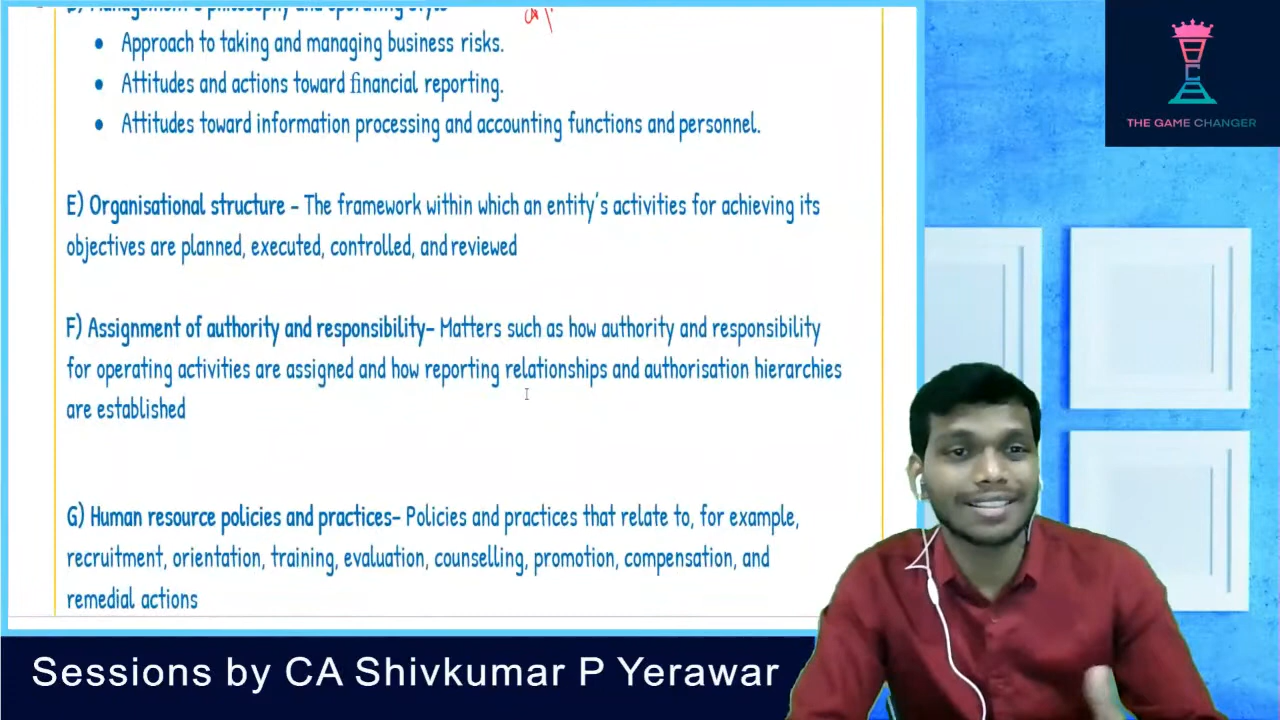 D) Management's philosophy and operating style
• Approach to taking and managing business risks.
• Attitudes and actions toward financial reporting.
• Attitudes toward information processing and accounting functions and personnel.
E) Organisational structure – The framework within which an entity's activities for achieving its
objectives are planned, executed, controlled, and reviewed
F) Assignment of authority and responsibility– Matters such as how authority and responsibility
for operating activities are assigned and how reporting relationships and authorisation hierarchies
are established
G) Human resource policies and practices– Policies and practices that relate to, for example,
recruitment, orientation, training, evaluation, counselling, promotion, compensation, and
remedial actions
THE GAME CHANGER
Sessions by CA Shivkumar P Yerawar